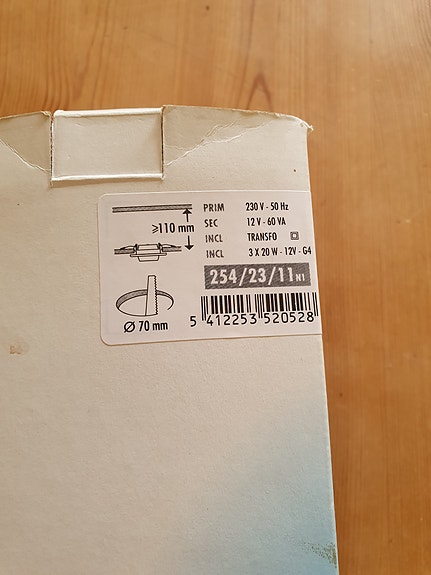 ≥110 mm
PRIM 230 V - 50 Hz
SEC 12 V - 60 VA
INCL TRANSFO
INCL 3 X 20 W - 12V - G4
254/23/11 N1
Ø 70 mm
5 412253 520528